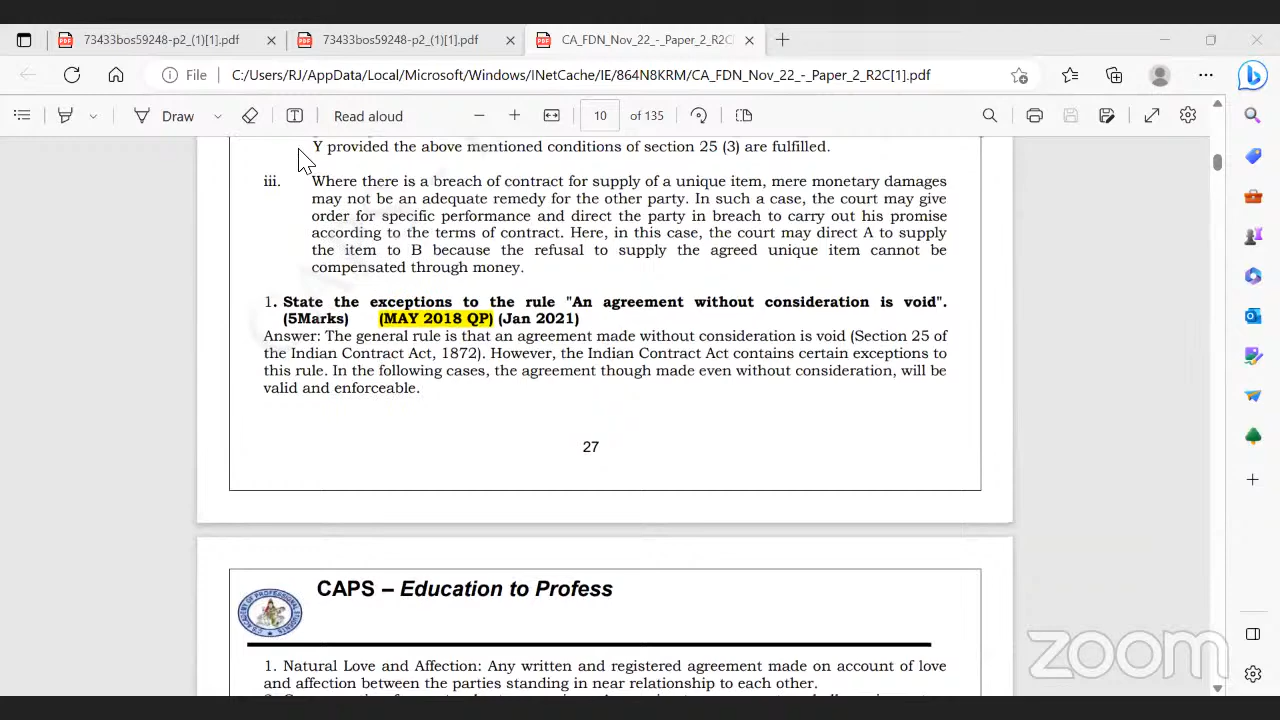 73433bos59248-p2_(1)[1].pdf
73433bos59248-p2_(1)[1].pdf
CA_FDN_Nov_22_-_Paper_2_R2C[
File
C:/Users/RJ/AppData/Local/Microsoft/Windows/INetCache/IE/864N8KRM/CA_FDN_Nov_22_-_Paper_2_R2C[1].pdf
Draw
Read aloud
10 of 135
Y provided the above mentioned conditions of section 25 (3) are fulfilled.
iii. Where there is a breach of contract for supply of a unique item, mere monetary damages
may not be an adequate remedy for the other party. In such a case, the court may give
order for specific performance and direct the party in breach to carry out his promise
according to the terms of contract. Here, in this case, the court may direct A to supply
the item to B because the refusal to supply the agreed unique item cannot be
compensated through money.
1. State the exceptions to the rule "An agreement without consideration is void".
(5Marks) (MAY 2018 QP) (Jan 2021)
Answer: The general rule is that an agreement made without consideration is void (Section 25 of
the Indian Contract Act, 1872). However, the Indian Contract Act contains certain exceptions to
this rule. In the following cases, the agreement though made even without consideration, will be
valid and enforceable.
27
CAPS – Education to Profess
1. Natural Love and Affection: Any written and registered agreement made on account of love
and affection between the parties standing in near relationship to each other.
zoom